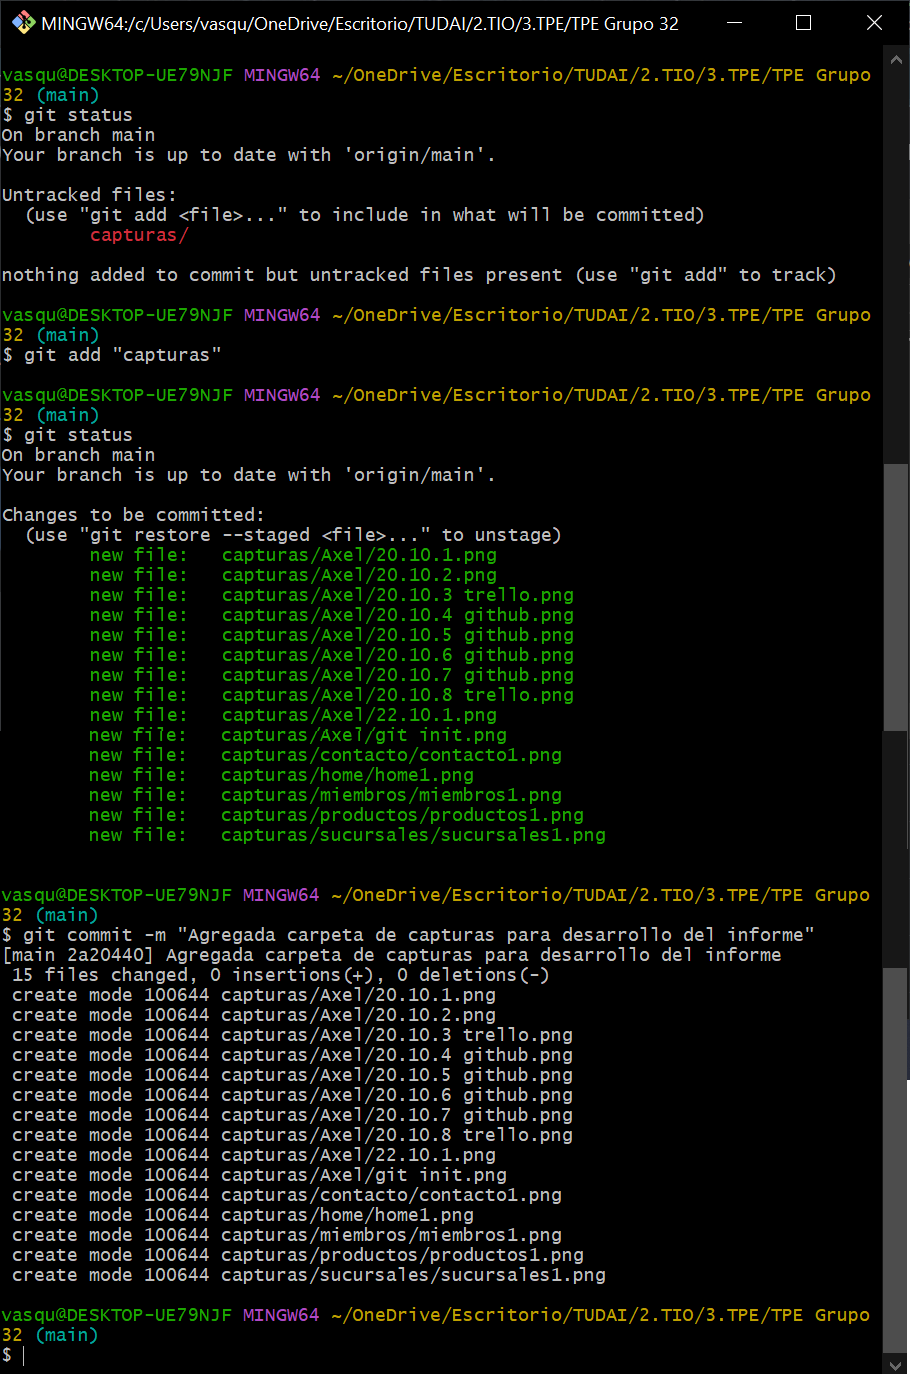 MINGW64:/c/Users/vasqu/OneDrive/Escritorio/TUDAI/2.TIO/3.TPE/TPE Grupo 32
vasqu@DESKTOP-UE79NJF MINGW64 ~/OneDrive/Escritorio/TUDAI/2.TIO/3.TPE/TPE Grupo
32 (main)
$ git status
On branch main
Your branch is up to date with 'origin/main'.
Untracked files:
  (use "git add <file>..." to include in what will be committed)
        capturas/
nothing added to commit but untracked files present (use "git add" to track)
vasqu@DESKTOP-UE79NJF MINGW64 ~/OneDrive/Escritorio/TUDAI/2.TIO/3.TPE/TPE Grupo
32 (main)
$ git add "capturas"
vasqu@DESKTOP-UE79NJF MINGW64 ~/OneDrive/Escritorio/TUDAI/2.TIO/3.TPE/TPE Grupo
32 (main)
$ git status
On branch main
Your branch is up to date with 'origin/main'.
Changes to be committed:
  (use "git restore --staged <file>..." to unstage)
        new file:   capturas/Axel/20.10.1.png
        new file:   capturas/Axel/20.10.2.png
        new file:   capturas/Axel/20.10.3 trello.png
        new file:   capturas/Axel/20.10.4 github.png
        new file:   capturas/Axel/20.10.5 github.png
        new file:   capturas/Axel/20.10.6 github.png
        new file:   capturas/Axel/20.10.7 github.png
        new file:   capturas/Axel/20.10.8 trello.png
        new file:   capturas/Axel/22.10.1.png
        new file:   capturas/Axel/git init.png
        new file:   capturas/contacto/contacto1.png
        new file:   capturas/home/home1.png
        new file:   capturas/miembros/miembros1.png
        new file:   capturas/productos/productos1.png
        new file:   capturas/sucursales/sucursales1.png
vasqu@DESKTOP-UE79NJF MINGW64 ~/OneDrive/Escritorio/TUDAI/2.TIO/3.TPE/TPE Grupo
32 (main)
$ git commit -m "Agregada carpeta de capturas para desarrollo del informe"
[main 2a20440] Agregada carpeta de capturas para desarrollo del informe
 15 files changed, 0 insertions(+), 0 deletions(-)
 create mode 100644 capturas/Axel/20.10.1.png
 create mode 100644 capturas/Axel/20.10.2.png
 create mode 100644 capturas/Axel/20.10.3 trello.png
 create mode 100644 capturas/Axel/20.10.4 github.png
 create mode 100644 capturas/Axel/20.10.5 github.png
 create mode 100644 capturas/Axel/20.10.6 github.png
 create mode 100644 capturas/Axel/20.10.7 github.png
 create mode 100644 capturas/Axel/20.10.8 trello.png
 create mode 100644 capturas/Axel/22.10.1.png
 create mode 100644 capturas/Axel/git init.png
 create mode 100644 capturas/contacto/contacto1.png
 create mode 100644 capturas/home/home1.png
 create mode 100644 capturas/miembros/miembros1.png
 create mode 100644 capturas/productos/productos1.png
 create mode 100644 capturas/sucursales/sucursales1.png
vasqu@DESKTOP-UE79NJF MINGW64 ~/OneDrive/Escritorio/TUDAI/2.TIO/3.TPE/TPE Grupo
32 (main)
$